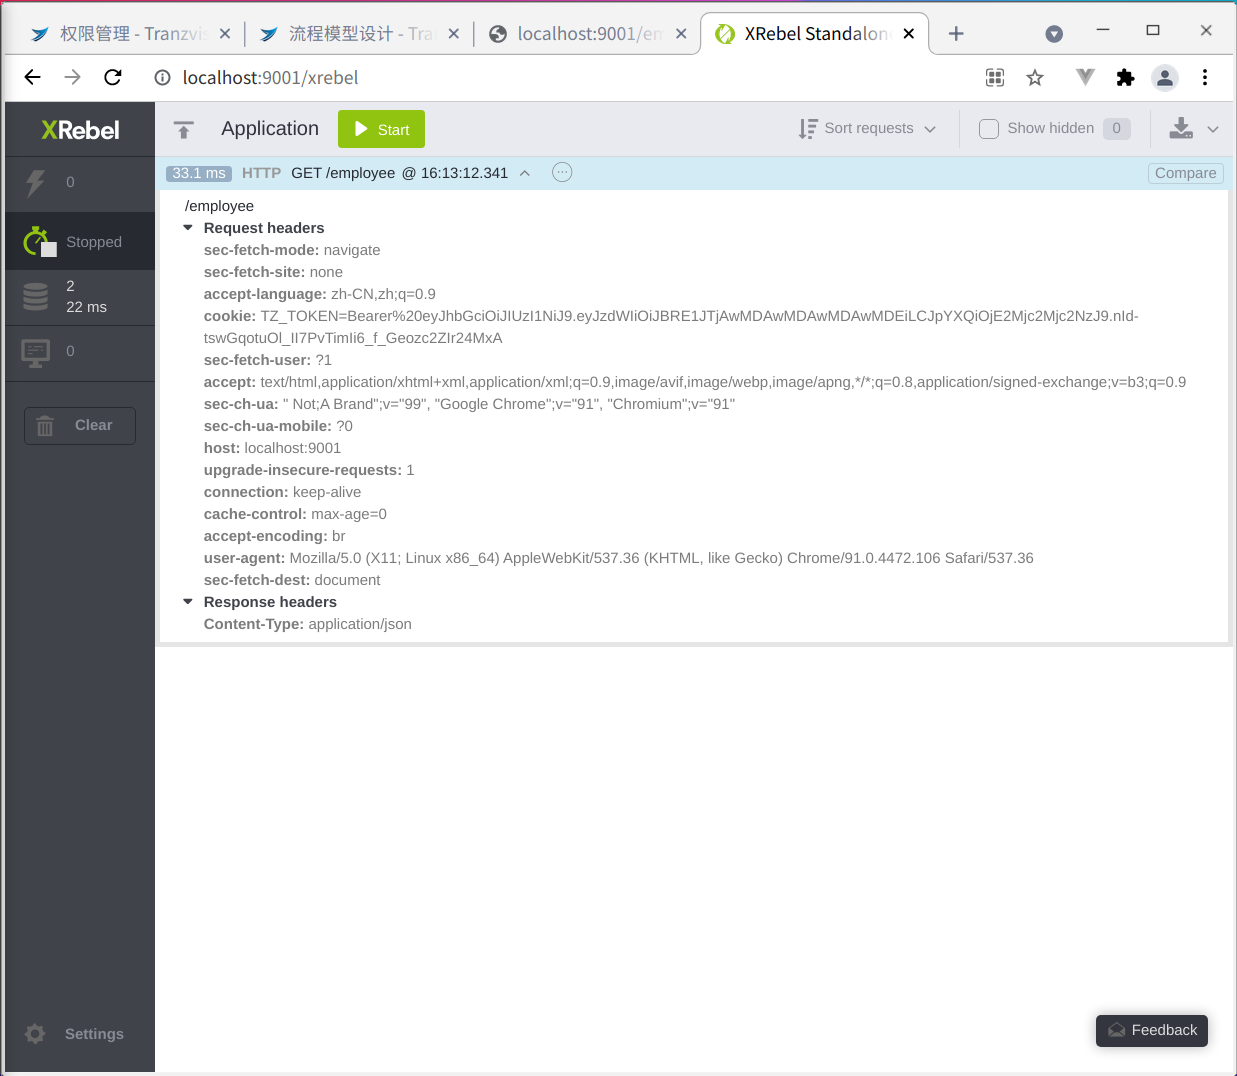 权限管理 - Tranzvis
流程模型设计 - Tra
localhost:9001/em
XRebel Standalon
localhost:9001/xrebel
XRebel
Application
Start
Sort requests
Show hidden 0
0
33.1 ms HTTP GET /employee @ 16:13:12.341
Compare
Stopped
2
22 ms
0
Clear
/employee
Request headers
sec-fetch-mode: navigate
sec-fetch-site: none
accept-language: zh-CN,zh;q=0.9
cookie: TZ_TOKEN=Bearer%20eyJhbGciOiJIUzI1NiJ9.eyJzdWIiOiJBRE1JTjAwMDAwMDAwMDAwMDEiLCJpYXQiOjE2Mjc2Mjc2NzJ9.nId-
tswGqotuOl_II7PvTimIi6_f_Geozc2ZIr24MxA
sec-fetch-user: ?1
accept: text/html,application/xhtml+xml,application/xml;q=0.9,image/avif,image/webp,image/apng,*/*;q=0.8,application/signed-exchange;v=b3;q=0.9
sec-ch-ua: " Not;A Brand";v="99", "Google Chrome";v="91", "Chromium";v="91"
sec-ch-ua-mobile: ?0
host: localhost:9001
upgrade-insecure-requests: 1
connection: keep-alive
cache-control: max-age=0
accept-encoding: br
user-agent: Mozilla/5.0 (X11; Linux x86_64) AppleWebKit/537.36 (KHTML, like Gecko) Chrome/91.0.4472.106 Safari/537.36
sec-fetch-dest: document
Response headers
Content-Type: application/json
Settings
Feedback